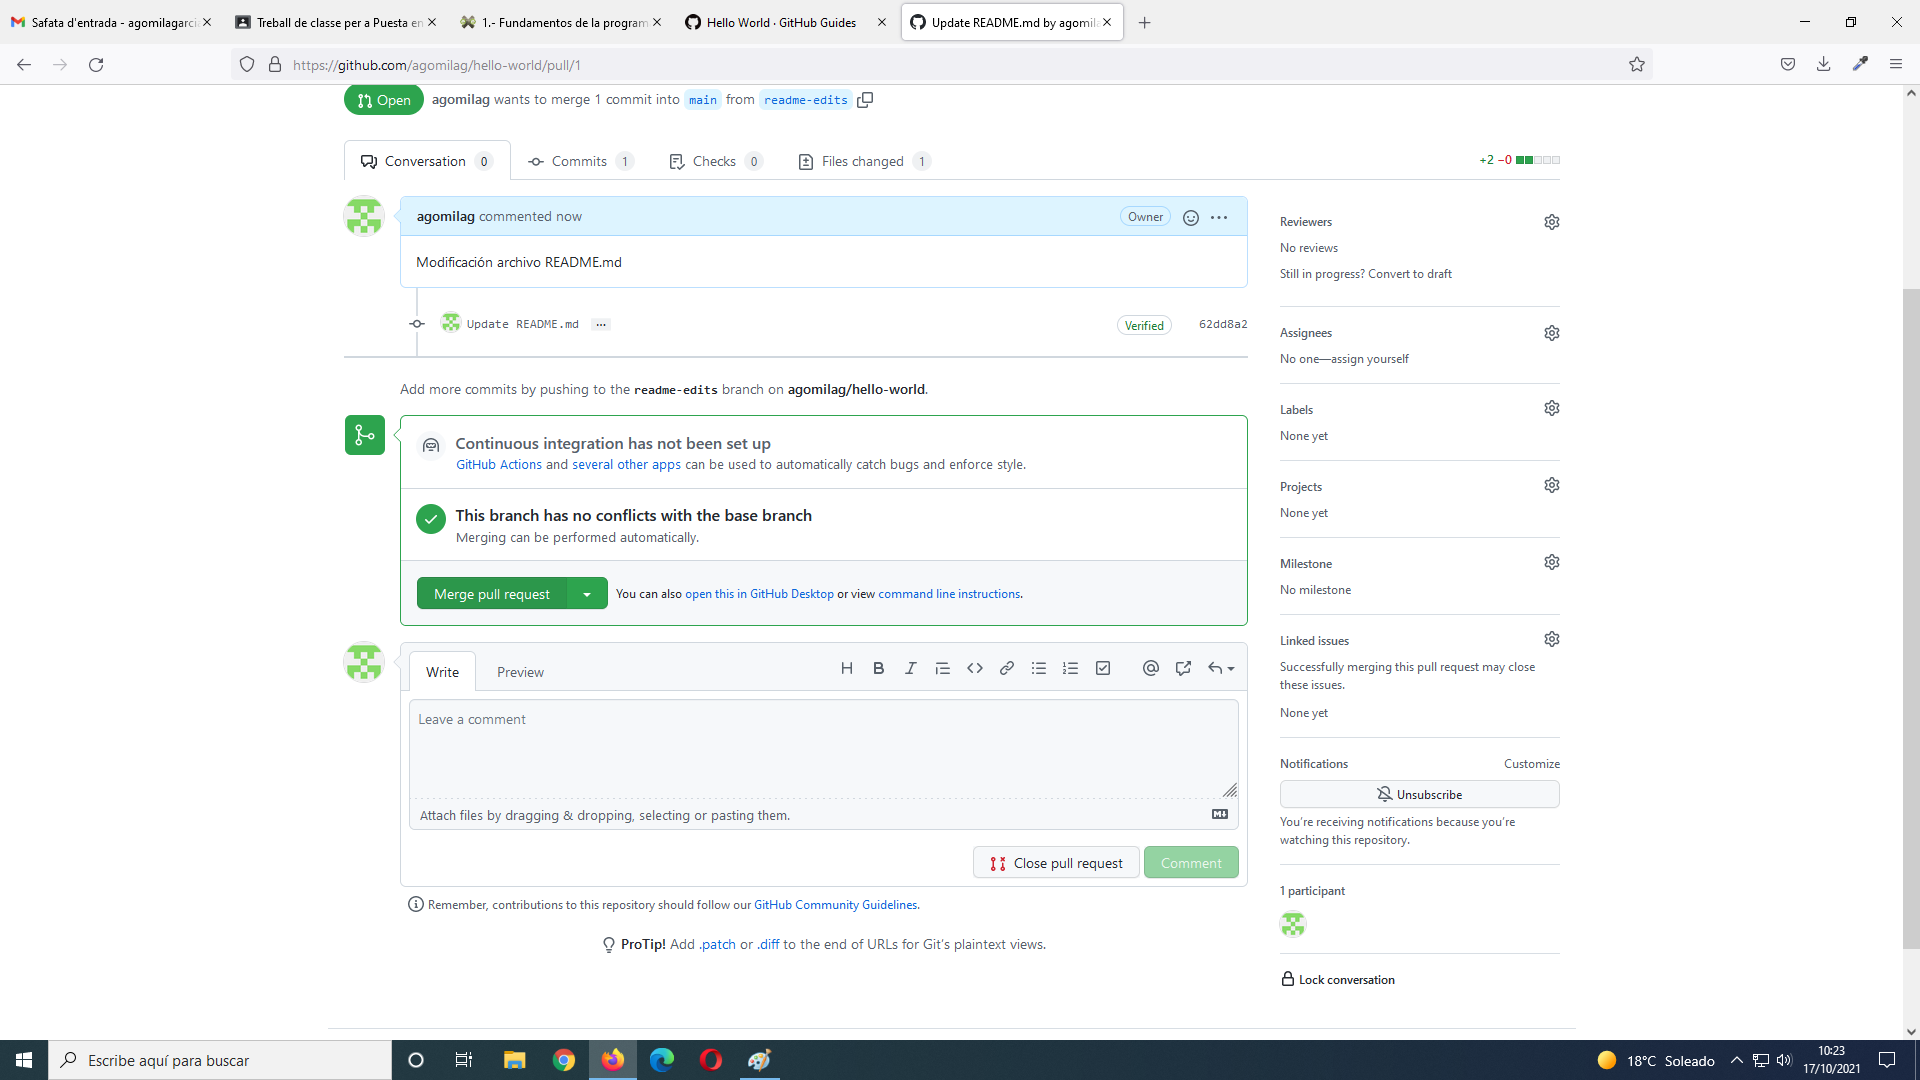 Safata d'entrada - agomilagarcia
Treball de classe per a Puesta en
1.- Fundamentos de la program
Hello World · GitHub Guides
Update README.md by agomila
https://github.com/agomilag/hello-world/pull/1
Open agomilag wants to merge 1 commit into main from readme-edits
Conversation 0 Commits 1 Checks 0 Files changed 1 +2 −0
agomilag commented now Owner
Modificación archivo README.md
Update README.md ... Verified 62dd8a2
Add more commits by pushing to the readme-edits branch on agomilag/hello-world.
Continuous integration has not been set up
GitHub Actions and several other apps can be used to automatically catch bugs and enforce style.
This branch has no conflicts with the base branch
Merging can be performed automatically.
Merge pull request You can also open this in GitHub Desktop or view command line instructions.
Write Preview
Leave a comment
Attach files by dragging & dropping, selecting or pasting them.
Close pull request Comment
Remember, contributions to this repository should follow our GitHub Community Guidelines.
ProTip! Add .patch or .diff to the end of URLs for Git's plaintext views.
Reviewers
No reviews
Still in progress? Convert to draft
Assignees
No one—assign yourself
Labels
None yet
Projects
None yet
Milestone
No milestone
Linked issues
Successfully merging this pull request may close
these issues.
None yet
Notifications Customize
Unsubscribe
You're receiving notifications because you're
watching this repository.
1 participant
Lock conversation
Escribe aquí para buscar
18°C Soleado
10:23
17/10/2021